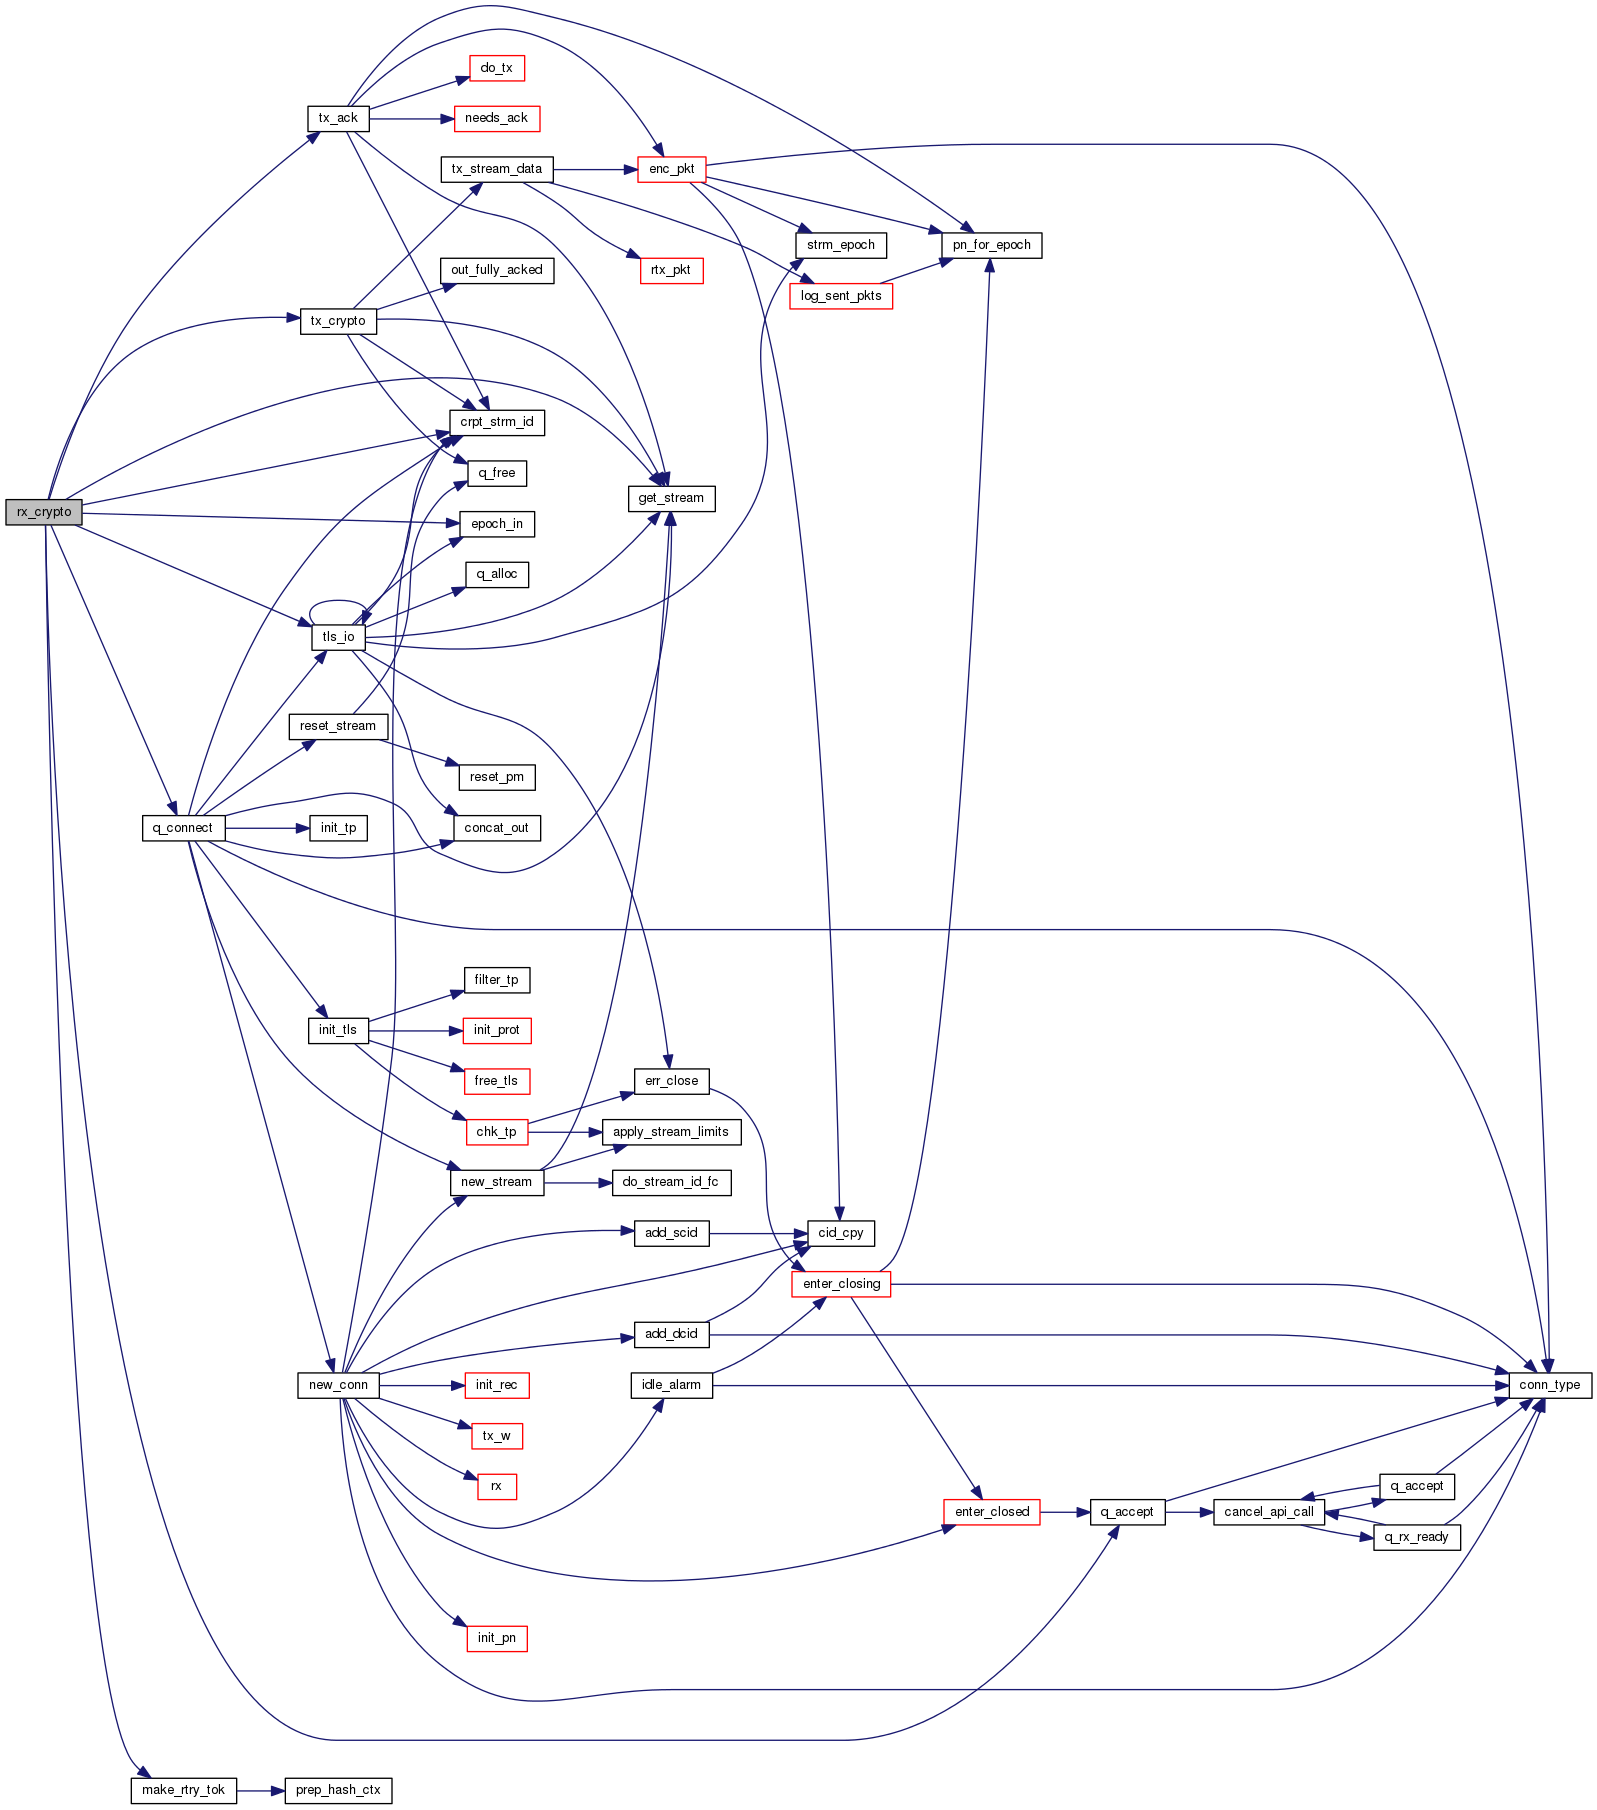 do_tx
tx_ack
needs_ack
tx_stream_data
enc_pkt
strm_epoch
pn_for_epoch
out_fully_acked
rtx_pkt
log_sent_pkts
tx_crypto
crpt_strm_id
q_free
get_stream
rx_crypto
epoch_in
q_alloc
tls_io
reset_stream
reset_pm
q_connect
init_tp
concat_out
filter_tp
init_tls
init_prot
free_tls
err_close
chk_tp
apply_stream_limits
new_stream
do_stream_id_fc
add_scid
cid_cpy
enter_closing
add_dcid
new_conn
init_rec
idle_alarm
conn_type
tx_w
rx
q_accept
enter_closed
q_accept
cancel_api_call
q_rx_ready
init_pn
make_rtry_tok
prep_hash_ctx